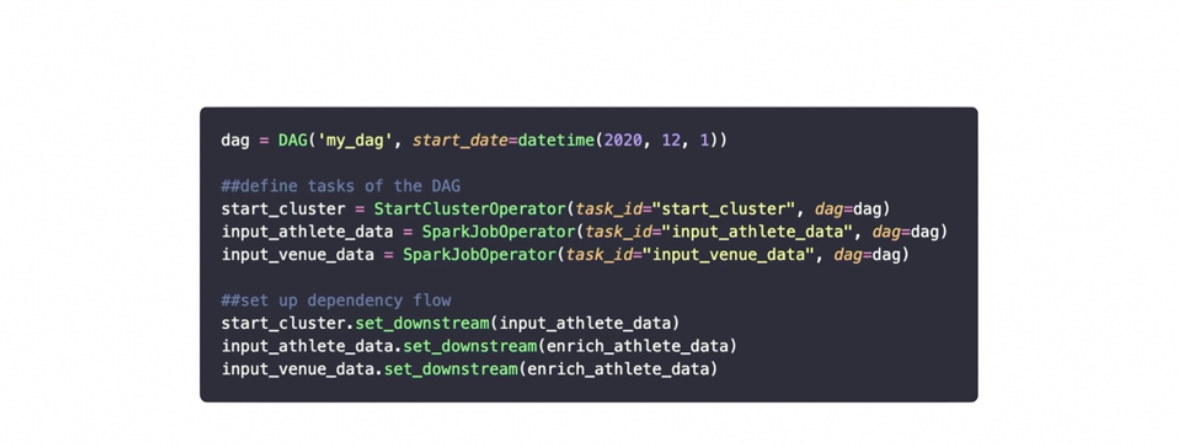 dag = DAG('my_dag', start_date=datetime(2020, 12, 1))
##define tasks of the DAG
start_cluster = StartClusterOperator(task_id="start_cluster", dag=dag)
input_athlete_data = SparkJobOperator(task_id="input_athlete_data", dag=dag)
input_venue_data = SparkJobOperator(task_id="input_venue_data", dag=dag)
##set up dependency flow
start_cluster.set_downstream(input_athlete_data)
input_athlete_data.set_downstream(enrich_athlete_data)
input_venue_data.set_downstream(enrich_athlete_data)